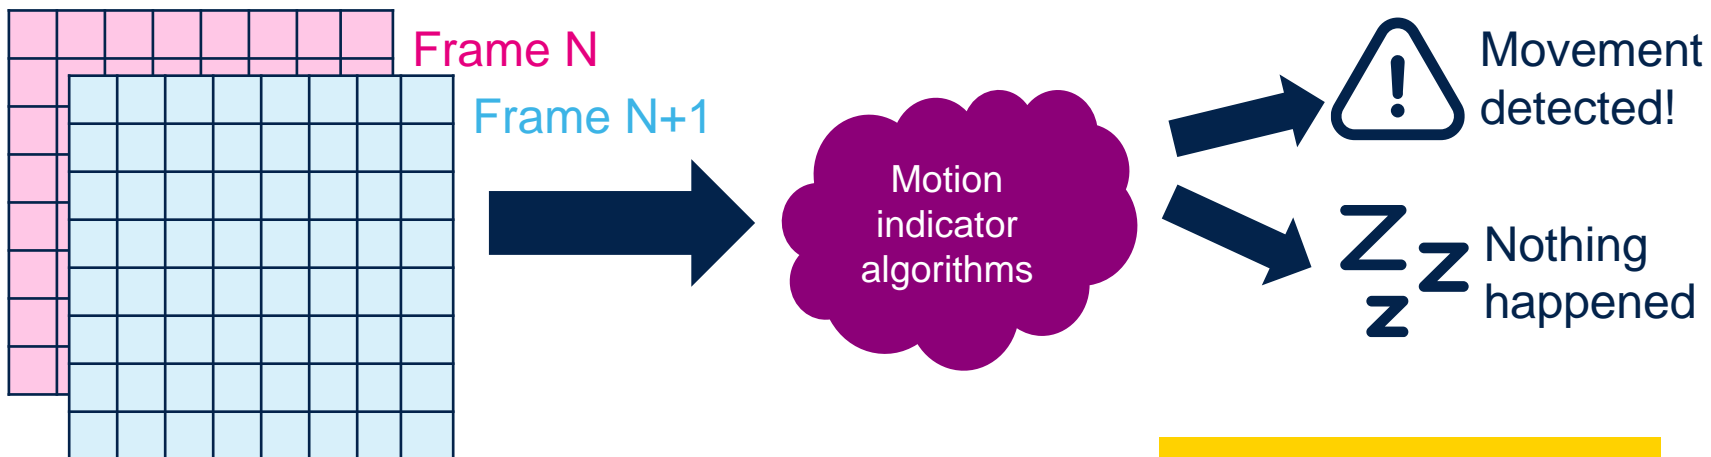 Frame N
Frame N+1
Motion
indicator
algorithms
Movement
detected!
Z
Z
Z
Nothing
happened